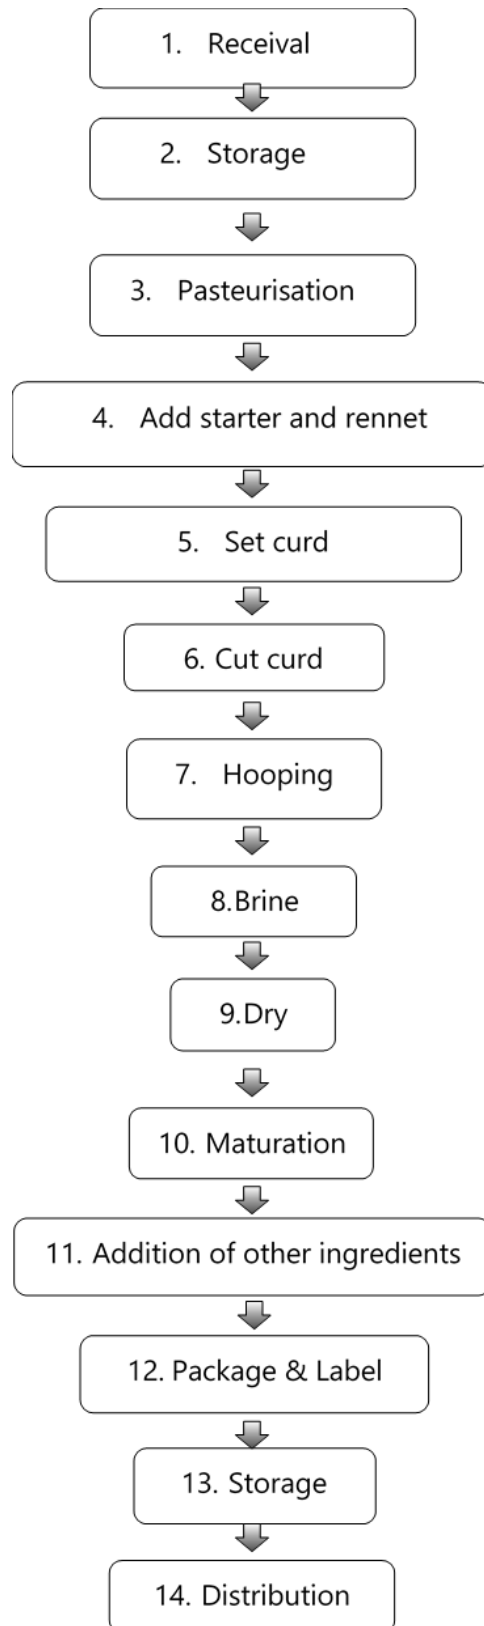 1. Receival
2. Storage
3. Pasteurisation
4. Add starter and rennet
5. Set curd
6. Cut curd
7. Hooping
8.Brine
9.Dry
10. Maturation
11. Addition of other ingredients
12. Package & Label
13. Storage
14. Distribution